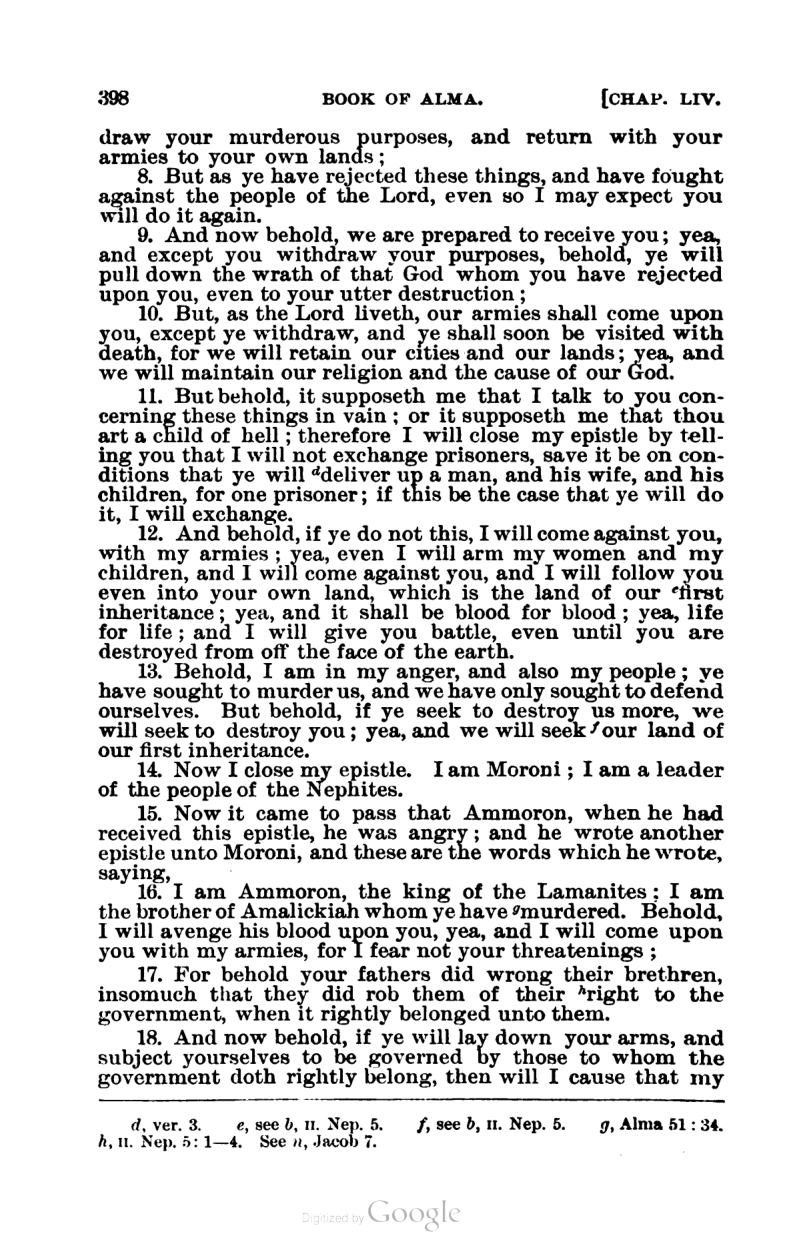 398 BOOK OF ALMA. [CHAP. LIV.
draw your murderous purposes, and return with your
armies to your own lands;
8. But as ye have rejected these things, and have fought
against the people of the Lord, even so I may expect you
will do it again.
9. And now behold, we are prepared to receive you; yea,
and except you withdraw your purposes, behold, ye will
pull down the wrath of that God whom you have rejected
upon you, even to your utter destruction;
10. But, as the Lord liveth, our armies shall come upon
you, except ye withdraw, and ye shall soon be visited with
death, for we will retain our cities and our lands; yea, and
we will maintain our religion and the cause of our God.
11. But behold, it supposeth me that I talk to you con-
cerning these things in vain; or it supposeth me that thou
art a child of hell; therefore I will close my epistle by tell-
ing you that I will not exchange prisoners, save it be on con-
ditions that ye will ᵈdeliver up a man, and his wife, and his
children, for one prisoner; if this be the case that ye will do
it, I will exchange.
12. And behold, if ye do not this, I will come against you,
with my armies; yea, even I will arm my women and my
children, and I will come against you, and I will follow you
even into your own land, which is the land of our ᵉfirst
inheritance; yea, and it shall be blood for blood; yea, life
for life; and I will give you battle, even until you are
destroyed from off the face of the earth.
13. Behold, I am in my anger, and also my people; ye
have sought to murder us, and we have only sought to defend
ourselves. But behold, if ye seek to destroy us more, we
will seek to destroy you; yea, and we will seek ᶠour land of
our first inheritance.
14. Now I close my epistle. I am Moroni; I am a leader
of the people of the Nephites.
15. Now it came to pass that Ammoron, when he had
received this epistle, he was angry; and he wrote another
epistle unto Moroni, and these are the words which he wrote,
saying,
16. I am Ammoron, the king of the Lamanites; I am
the brother of Amalickiah whom ye have ᵍmurdered. Behold,
I will avenge his blood upon you, yea, and I will come upon
you with my armies, for I fear not your threatenings;
17. For behold your fathers did wrong their brethren,
insomuch that they did rob them of their ʰright to the
government, when it rightly belonged unto them.
18. And now behold, if ye will lay down your arms, and
subject yourselves to be governed by those to whom the
government doth rightly belong, then will I cause that my
d, ver. 3. e, see b, II. Nep. 5. f, see b, II. Nep. 5. g, Alma 51:34.
h, II. Nep. 5: 1—4. See n, Jacob 7.
Digitized by Google